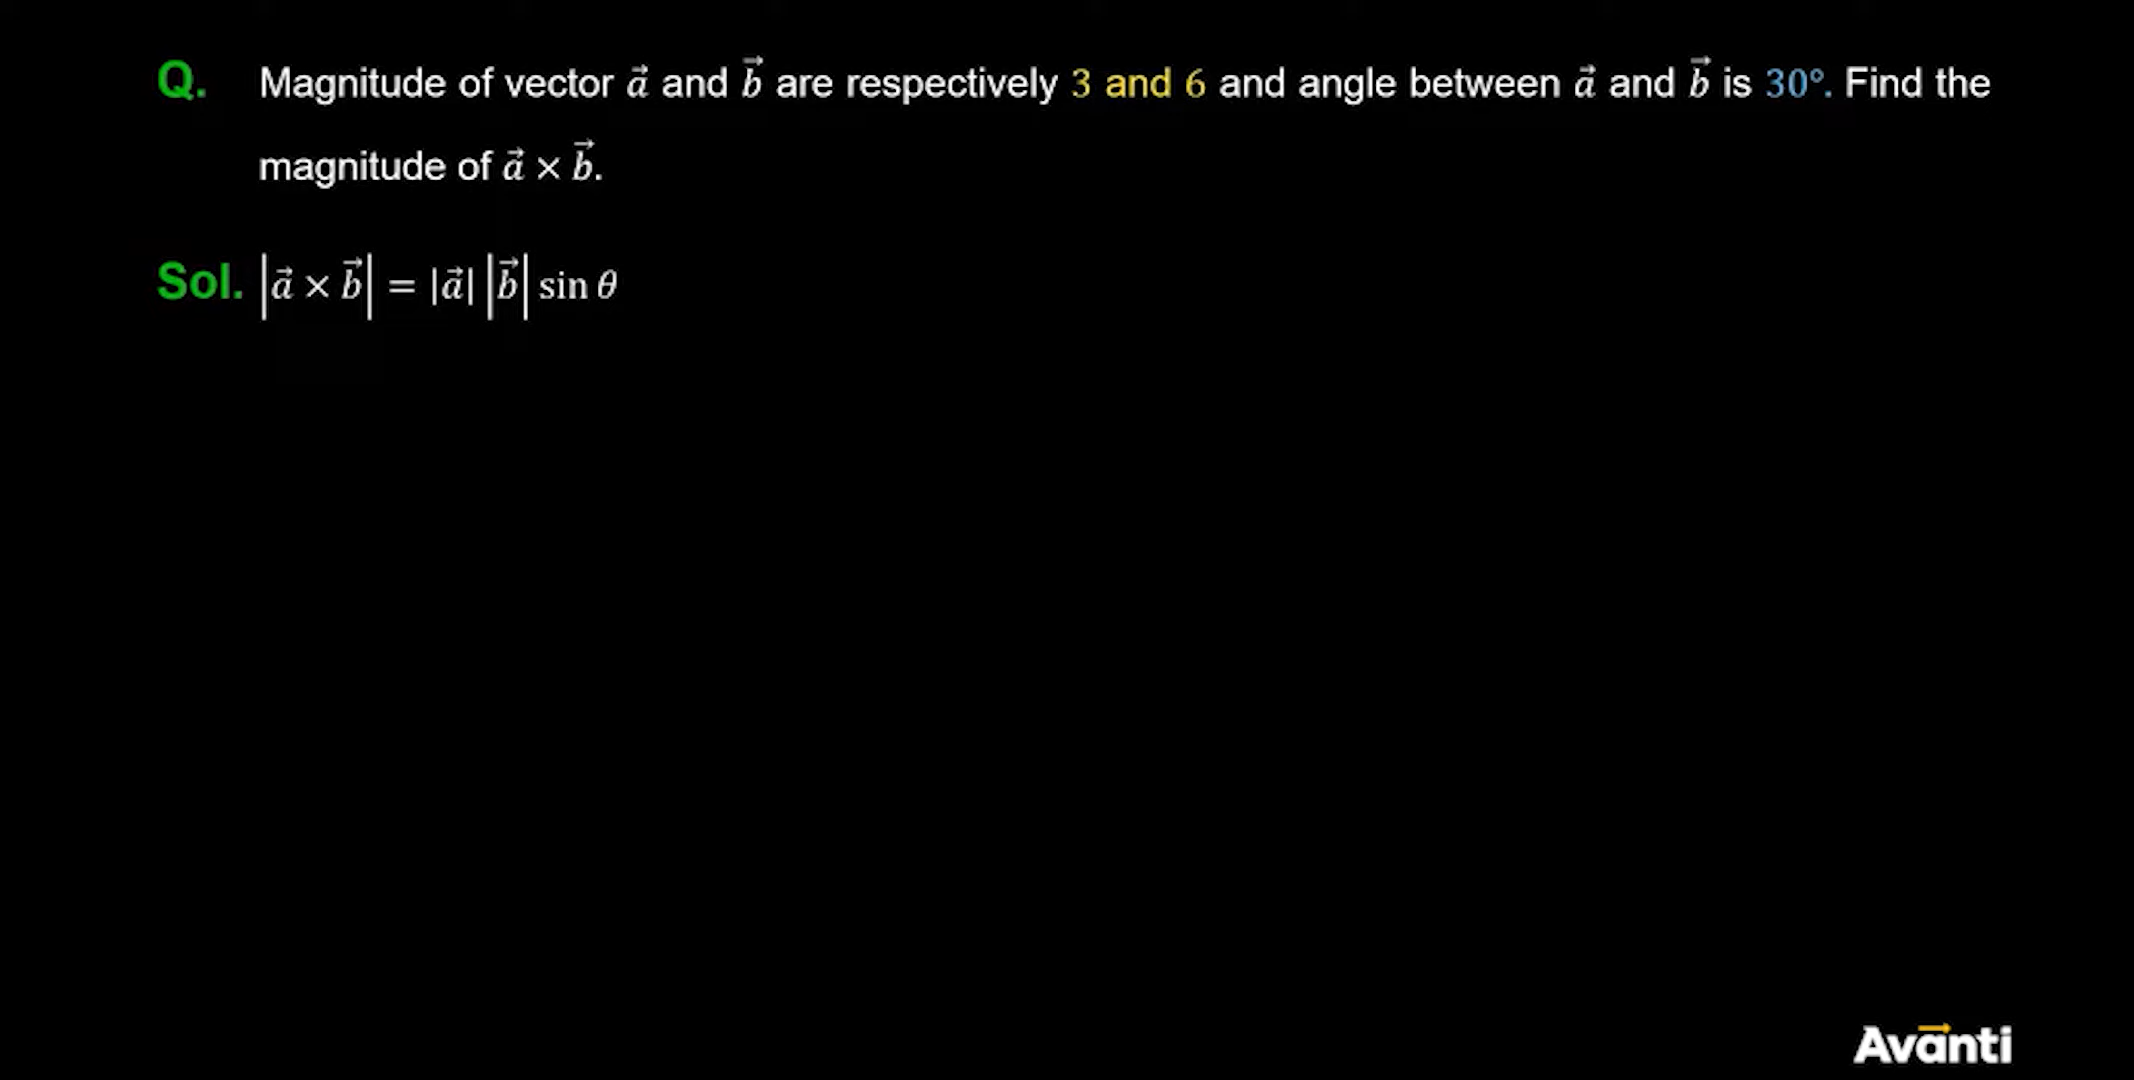 Q. Magnitude of vector a⃗ and b⃗ are respectively 3 and 6 and angle between a⃗ and b⃗ is 30°. Find the
magnitude of a⃗ × b⃗.
Sol. |a⃗ × b⃗| = |a⃗| |b⃗| sin θ
Avanti